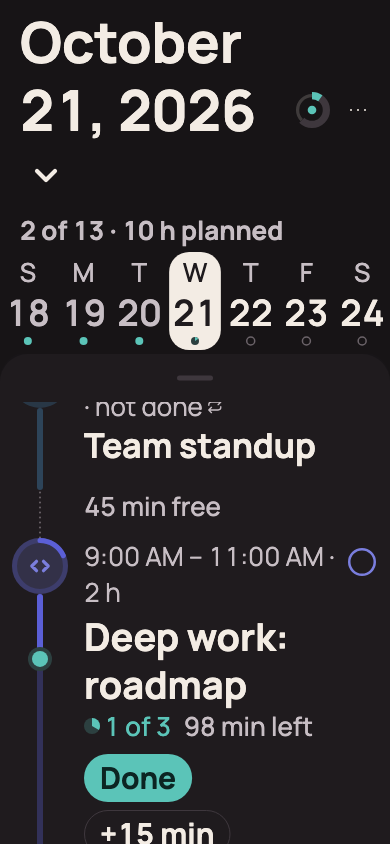 October
21, 2026
...
2 of 13 · 10 h planned
S M T W T F S
18 19 20 21 22 23 24
· not done
Team standup
45 min free
9:00 AM – 11:00 AM ·
2 h
Deep work:
roadmap
1 of 3 98 min left
Done
+15 min